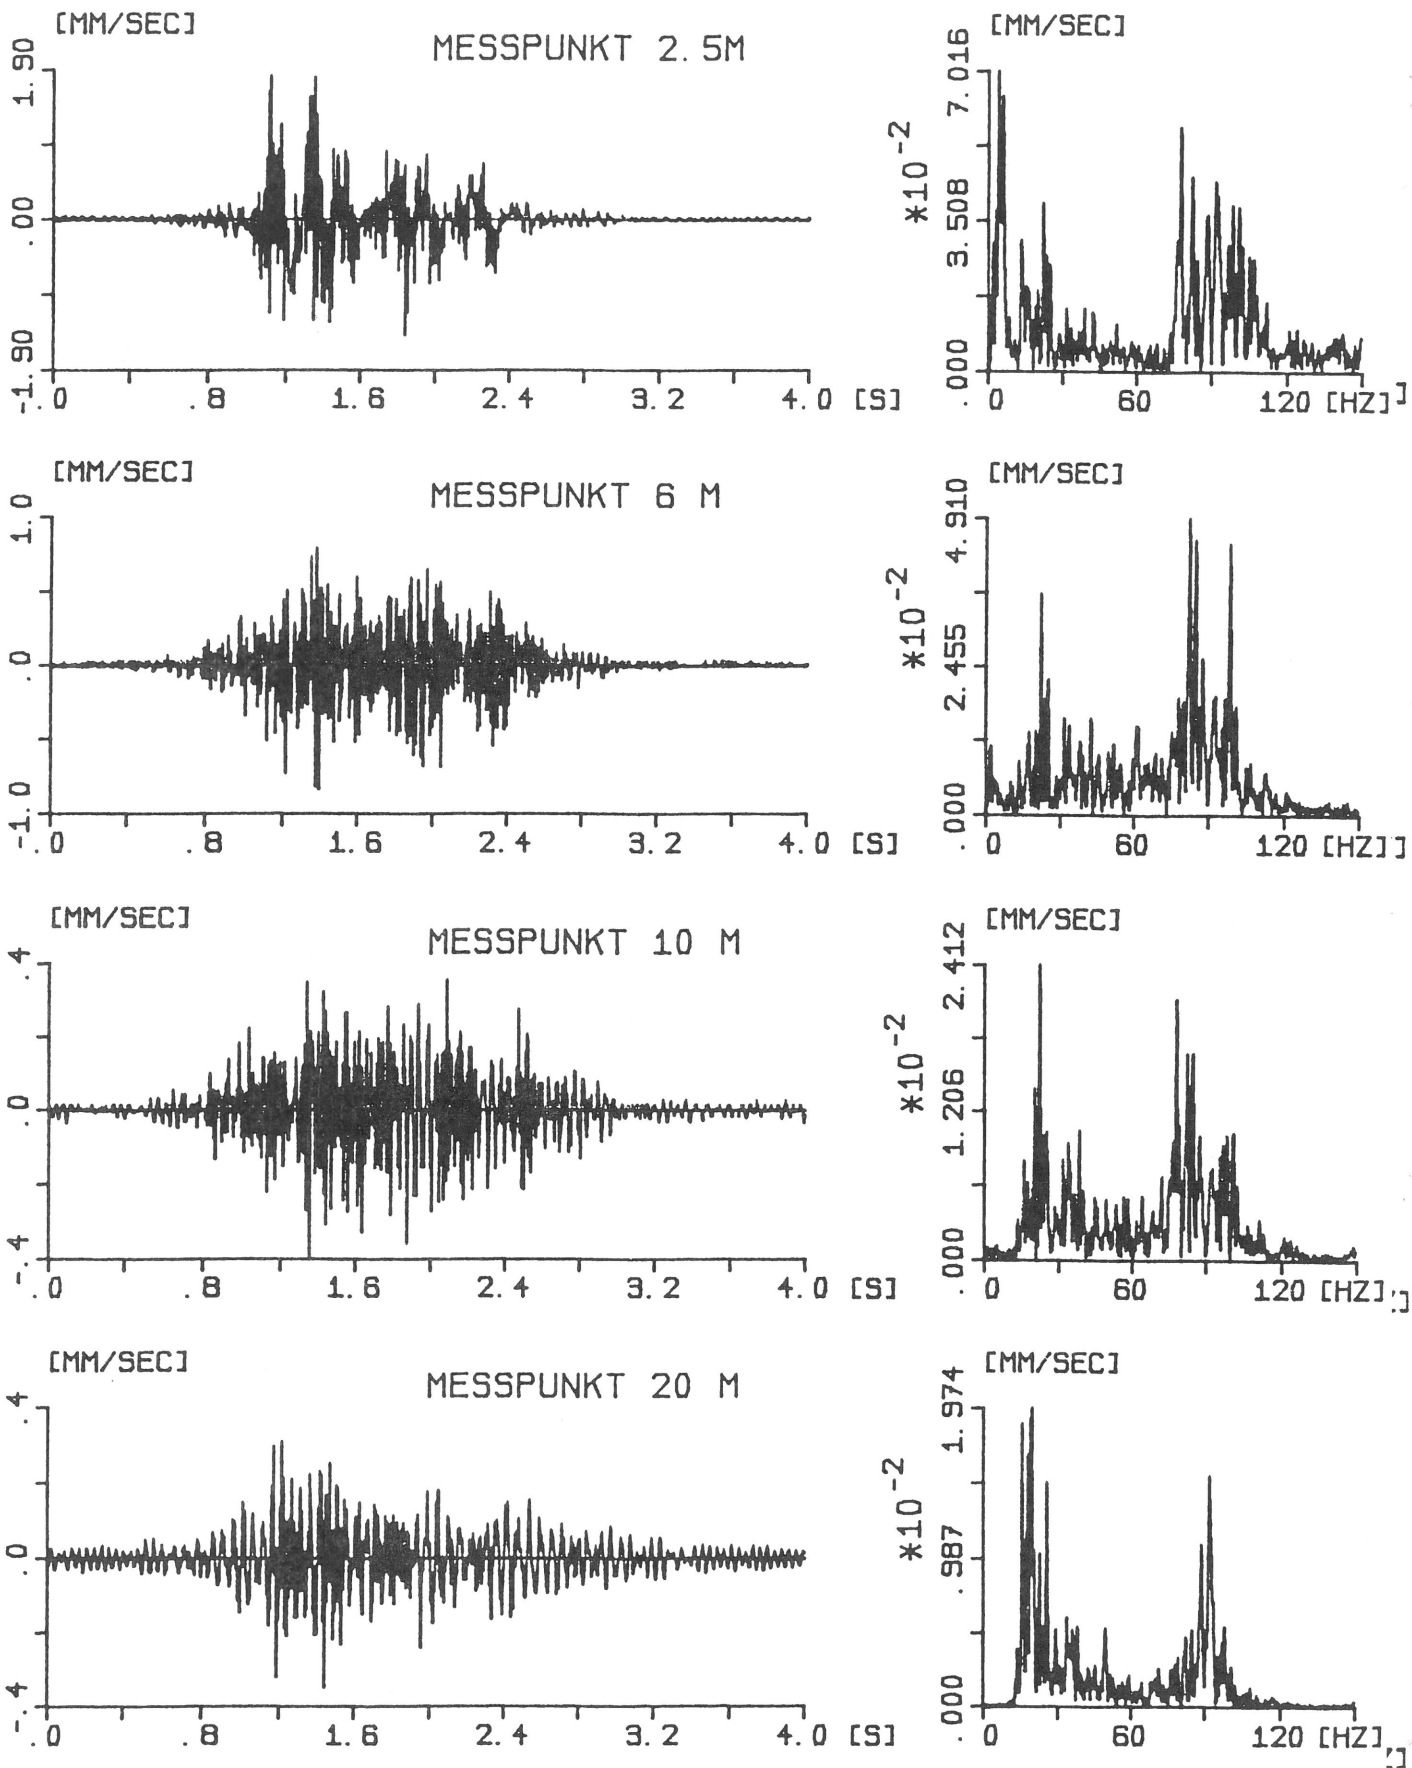 [MM/SEC]
MESSPUNKT 2.5M
1.90
.00
-1.90
-.0 .8 1.6 2.4 3.2 4.0 [S]
[MM/SEC]
*10-2
7.016
3.508
.000
.0 60 120 [HZ]]
[MM/SEC]
MESSPUNKT 6 M
1.0
.0
-1.0
-.0 .8 1.6 2.4 3.2 4.0 [S]
[MM/SEC]
*10-2
4.910
2.455
.000
.0 60 120 [HZ]]
[MM/SEC]
MESSPUNKT 10 M
.4
.0
-.4
-.0 .8 1.6 2.4 3.2 4.0 [S]
[MM/SEC]
*10-2
2.412
1.206
.000
.0 60 120 [HZ]
[MM/SEC]
MESSPUNKT 20 M
.4
.0
-.4
-.0 .8 1.6 2.4 3.2 4.0 [S]
[MM/SEC]
*10-2
1.974
.987
.000
.0 60 120 [HZ]